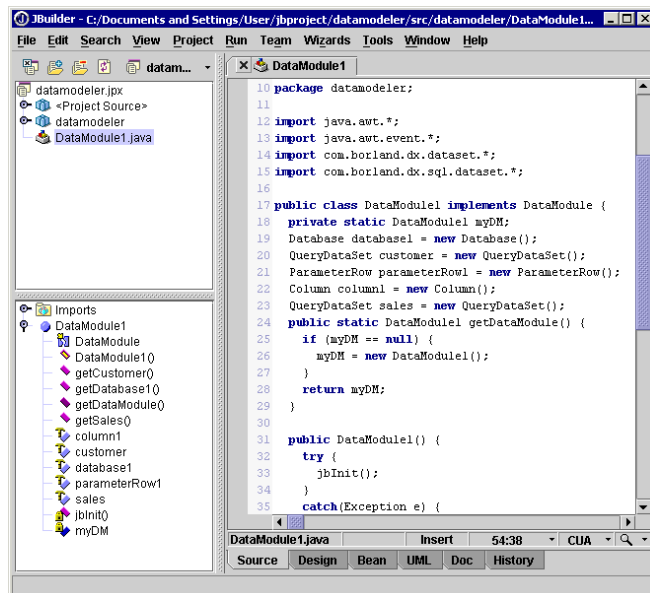 JBuilder - C:/Documents and Settings/User/jbproject/datamodeler/src/datamodeler/DataModule1...
File Edit Search View Project Run Team Wizards Tools Window Help
datam...
datamodeler.jpx
<Project Source>
datamodeler
DataModule1.java
Imports
DataModule1
DataModule
DataModule1()
getCustomer()
getDatabase1()
getDataModule()
getSales()
column1
customer
database1
parameterRow1
sales
jbInit()
myDM
DataModule1
10 package datamodeler;
11
12 import java.awt.*;
13 import java.awt.event.*;
14 import com.borland.dx.dataset.*;
15 import com.borland.dx.sql.dataset.*;
16
17 public class DataModule1 implements DataModule {
18 private static DataModule1 myDM;
19 Database database1 = new Database();
20 QueryDataSet customer = new QueryDataSet();
21 ParameterRow parameterRow1 = new ParameterRow();
22 Column column1 = new Column();
23 QueryDataSet sales = new QueryDataSet();
24 public static DataModule1 getDataModule() {
25 if (myDM == null) {
26 myDM = new DataModule1();
27 }
28 return myDM;
29 }
30
31 public DataModule1() {
32 try {
33 jbInit();
34 }
35 catch(Exception e) {
DataModule1.java Insert 54:38 CUA
Source Design Bean UML Doc History